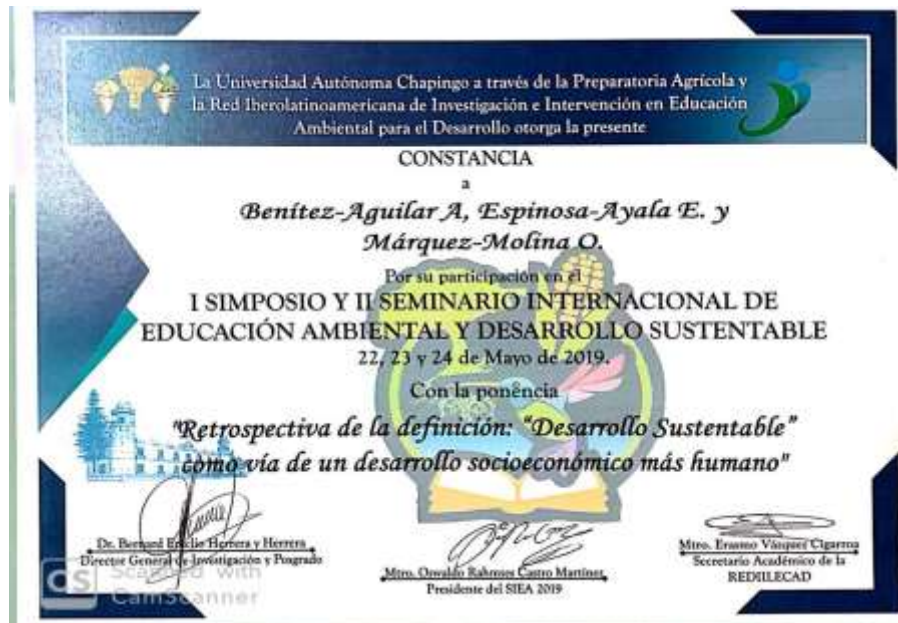 La Universidad Autónoma Chapingo a través de la Preparatoria Agrícola y
la Red Iberolatinoamericana de Investigación e Intervención en Educación
Ambiental para el Desarrollo otorga la presente
CONSTANCIA
a
Benítez-Aguilar A, Espinosa-Ayala E. y
Márquez-Molina O.
Por su participación en el
I SIMPOSIO Y II SEMINARIO INTERNACIONAL DE
EDUCACIÓN AMBIENTAL Y DESARROLLO SUSTENTABLE
22, 23 y 24 de Mayo de 2019.
Con la ponencia
"Retrospectiva de la definición: "Desarrollo Sustentable"
como vía de un desarrollo socioeconómico más humano"
Dr. Bernard Herrera y Herrera
Director General de Investigación y Posgrado
Mtro. Oswaldo Rahmses Castro Martínez
Presidente del SIEA 2019
Mtro. Erasmo Vázquez Cigarroa
Secretario Académico de la
REDIILECAD
CS Scanned with
CamScanner